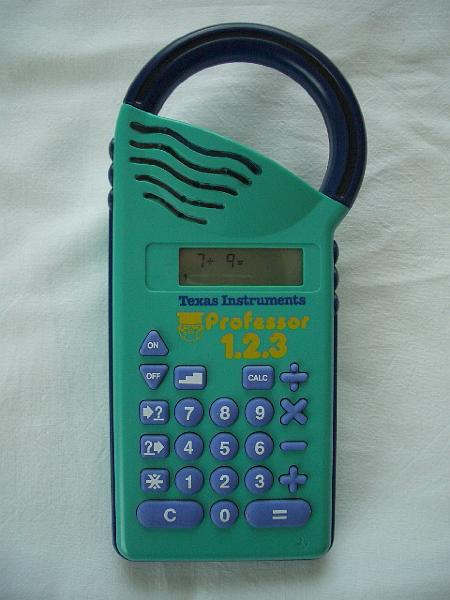 7+ 9=
Texas Instruments
Professor
1.2.3
ON
OFF
CALC ÷
? 7 8 9 ×
? 4 5 6 −
1 2 3 +
C 0 =